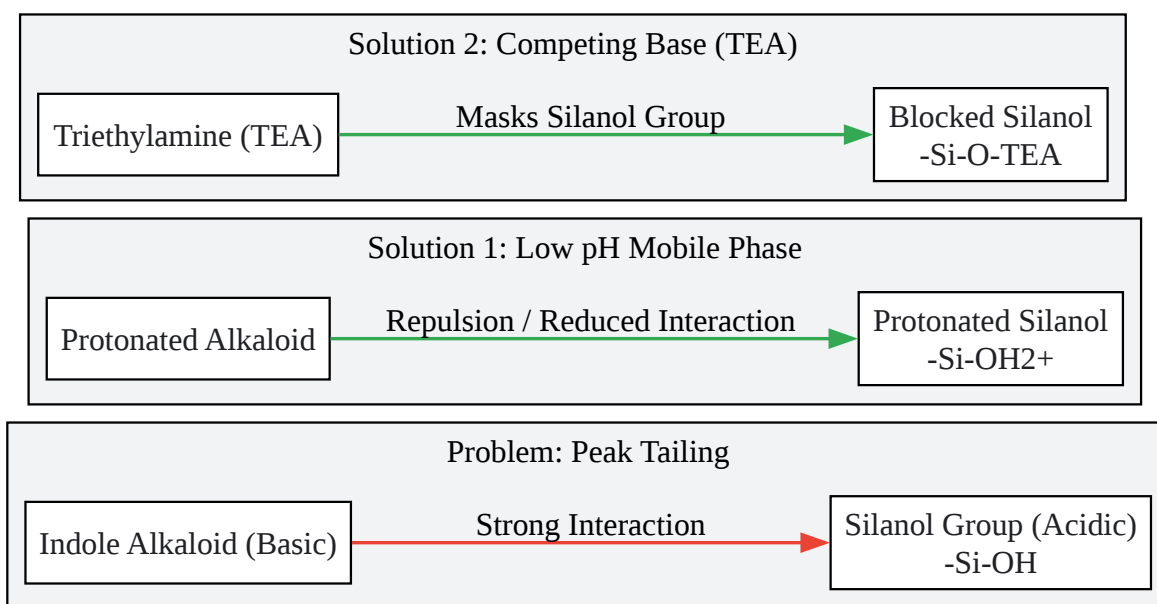 Solution 2: Competing Base (TEA)
Triethylamine (TEA)
Masks Silanol Group
Blocked Silanol
-Si-O-TEA
Solution 1: Low pH Mobile Phase
Protonated Alkaloid
Repulsion / Reduced Interaction
Protonated Silanol
-Si-OH2+
Problem: Peak Tailing
Indole Alkaloid (Basic)
Strong Interaction
Silanol Group (Acidic)
-Si-OH